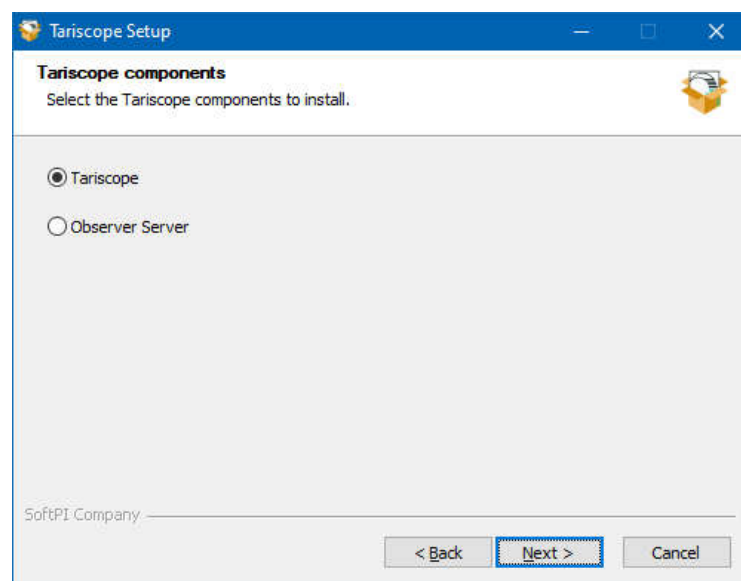 Tariscope Setup
Tariscope components
Select the Tariscope components to install.
Tariscope
Observer Server
SoftPI Company
< Back Next > Cancel